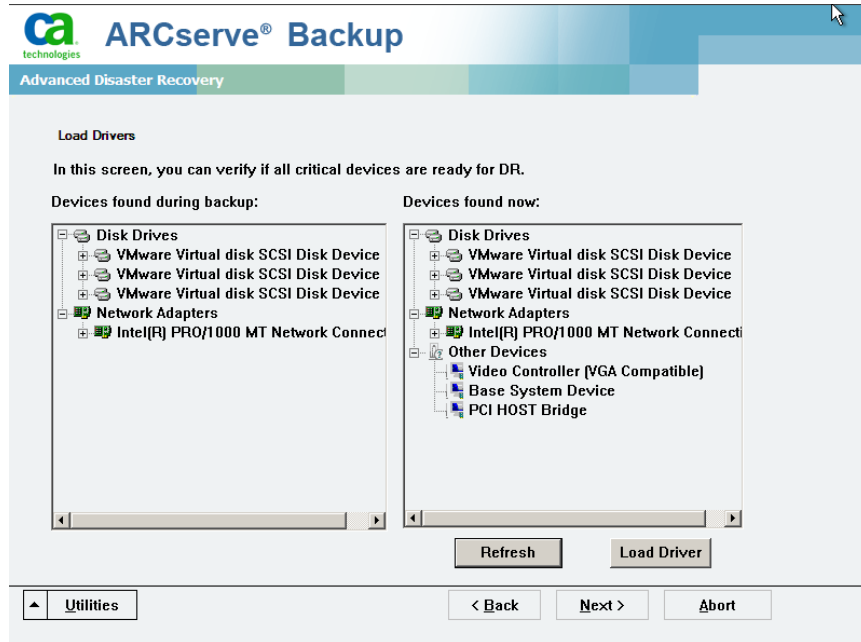 ca
technologies
ARCserve® Backup
Advanced Disaster Recovery
Load Drivers
In this screen, you can verify if all critical devices are ready for DR.
Devices found during backup:
Disk Drives
VMware Virtual disk SCSI Disk Device
VMware Virtual disk SCSI Disk Device
VMware Virtual disk SCSI Disk Device
Network Adapters
Intel(R) PRO/1000 MT Network Connect
Devices found now:
Disk Drives
VMware Virtual disk SCSI Disk Device
VMware Virtual disk SCSI Disk Device
VMware Virtual disk SCSI Disk Device
Network Adapters
Intel(R) PRO/1000 MT Network Connecti
Other Devices
Video Controller (VGA Compatible)
Base System Device
PCI HOST Bridge
Refresh
Load Driver
Utilities
< Back
Next >
Abort